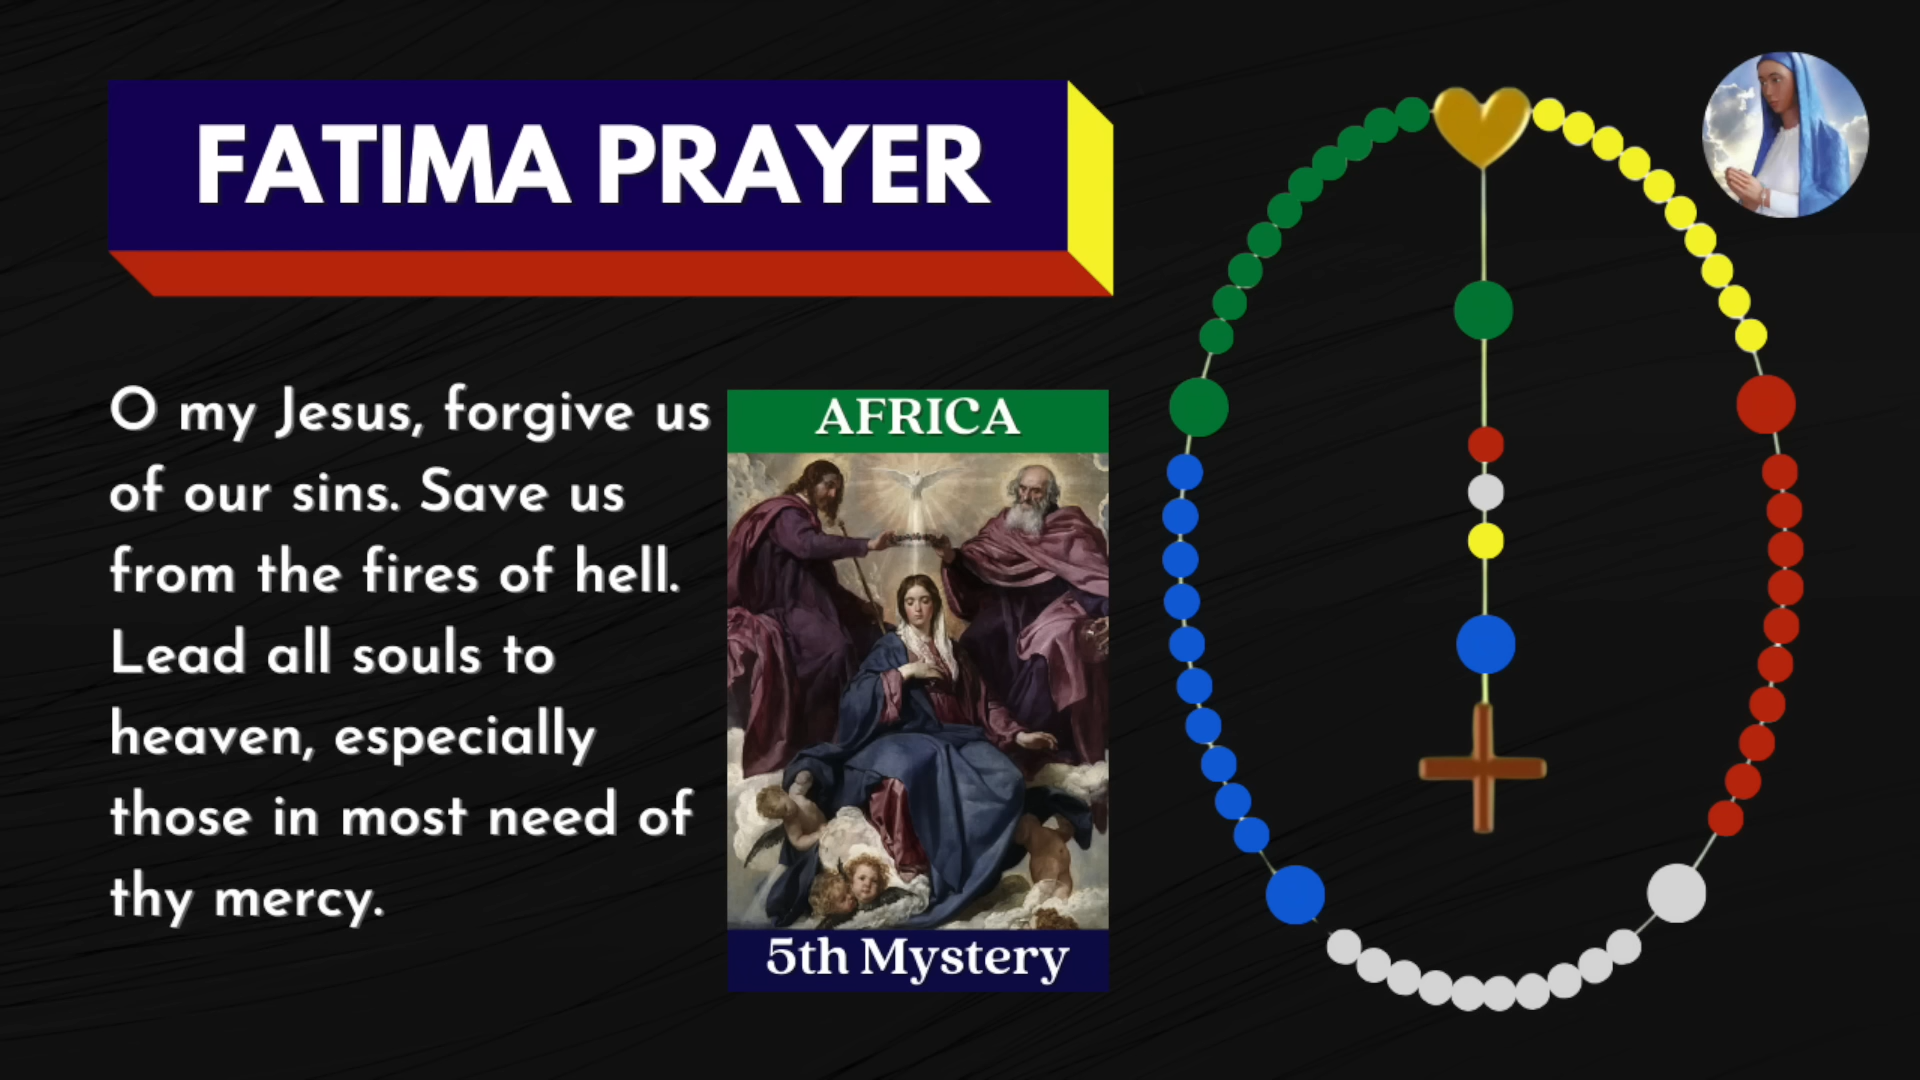 FATIMA PRAYER
O my Jesus, forgive us
of our sins. Save us
from the fires of hell.
Lead all souls to
heaven, especially
those in most need of
thy mercy.
AFRICA
5th Mystery